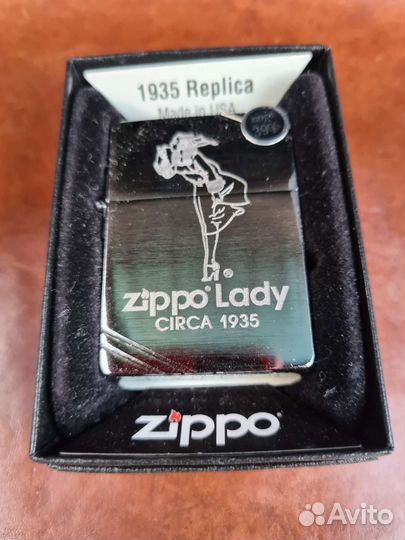 1935 Replica
Made in USA
zippo® Lady
CIRCA 1935
zippo
Avito